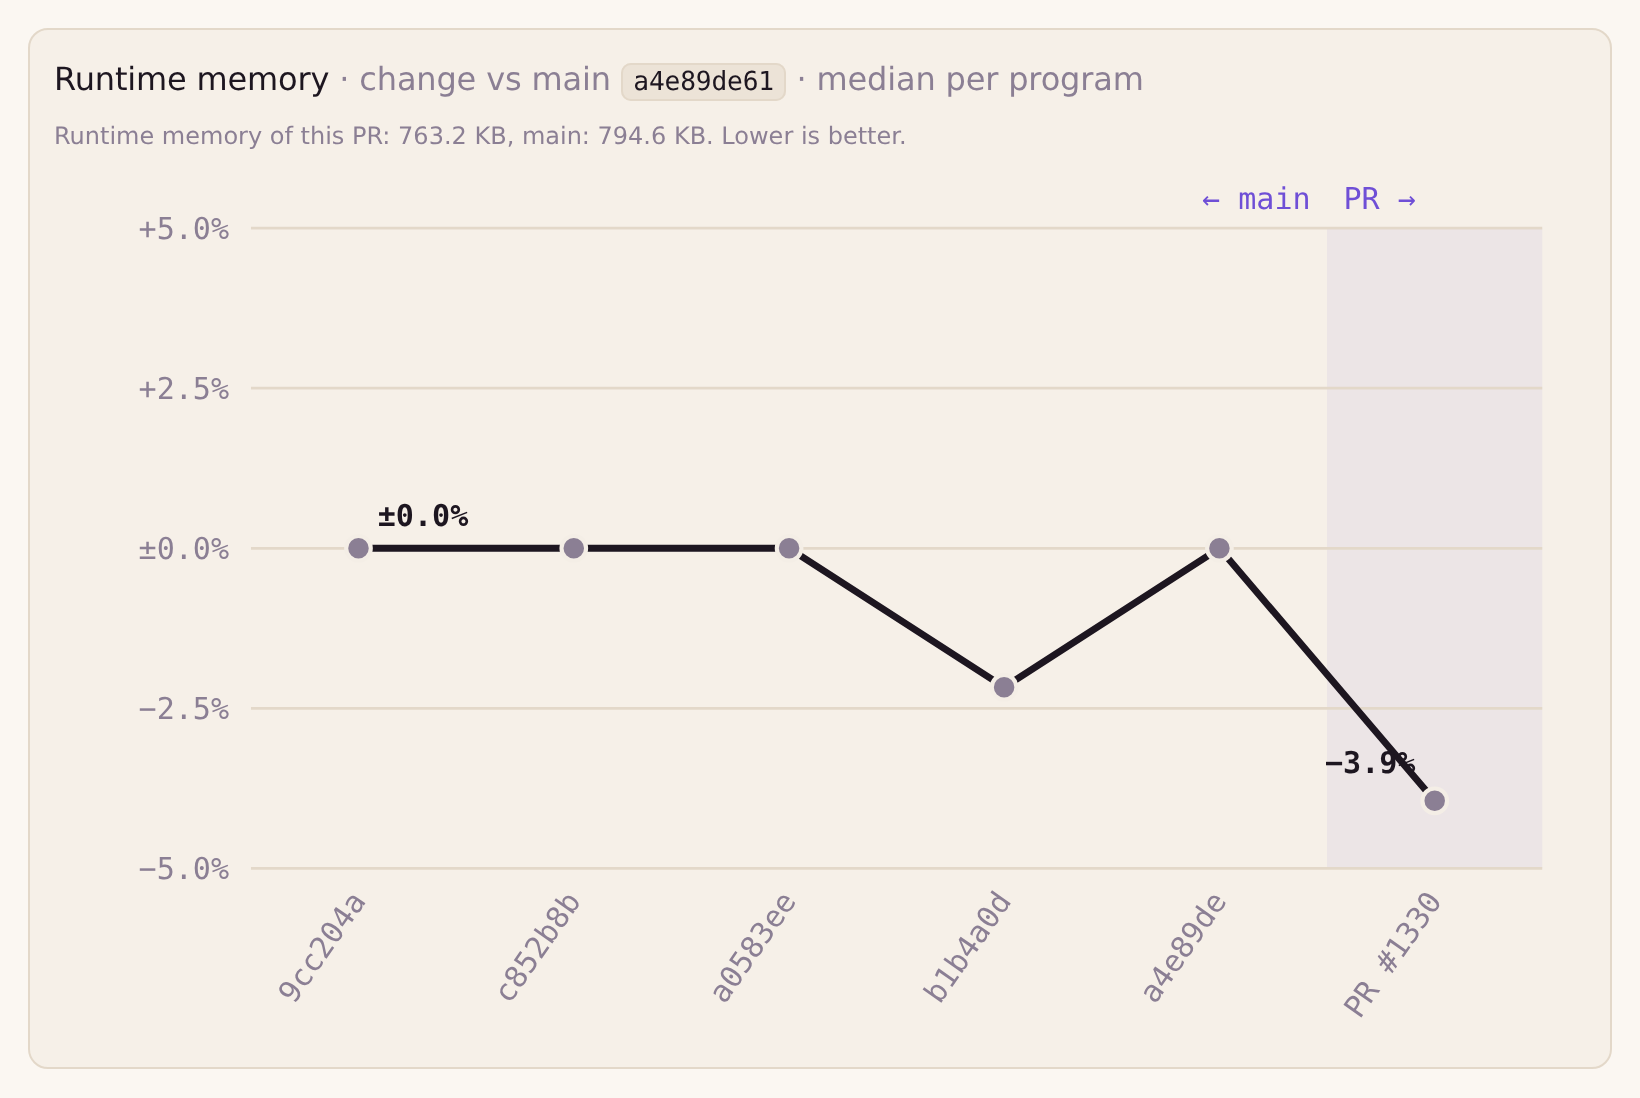 Runtime memory · change vs main a4e89de61 · median per program
Runtime memory of this PR: 763.2 KB, main: 794.6 KB. Lower is better.
← main PR →
+5.0%
+2.5%
±0.0%
±0.0%
−2.5%
−3.9%
−5.0%
9cc204a
c852b8b
a0583ee
b1b4a0d
a4e89de
PR #1330